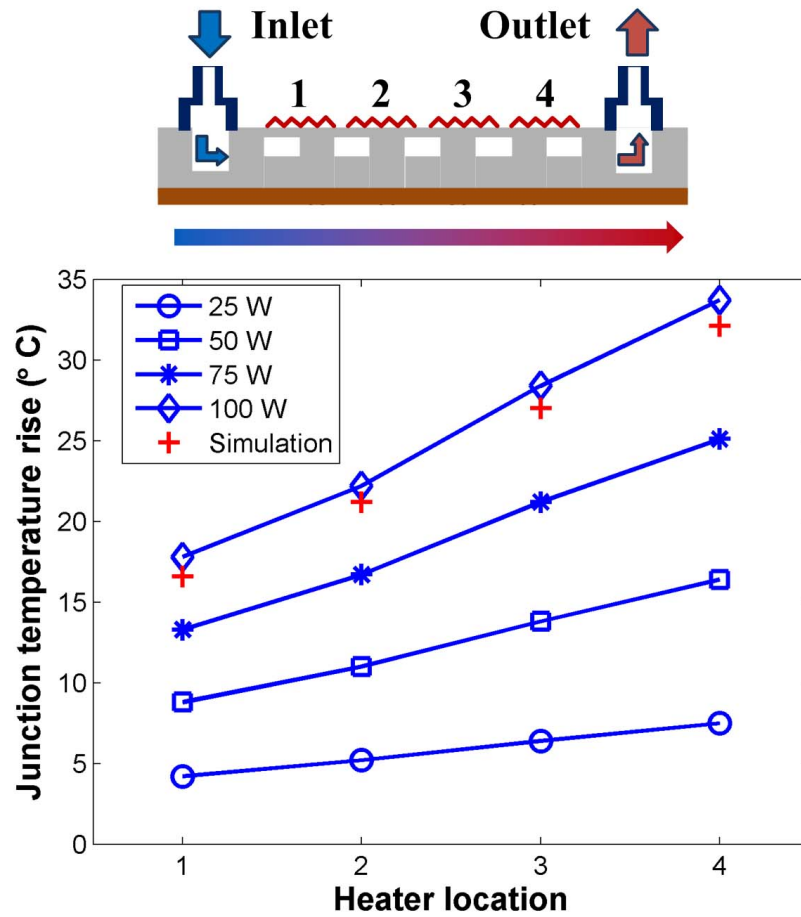 Inlet
Outlet
1 2 3 4
35
30
25
20
15
10
5
0
25 W
50 W
75 W
100 W
Simulation
Junction temperature rise (° C)
1 2 3 4
Heater location